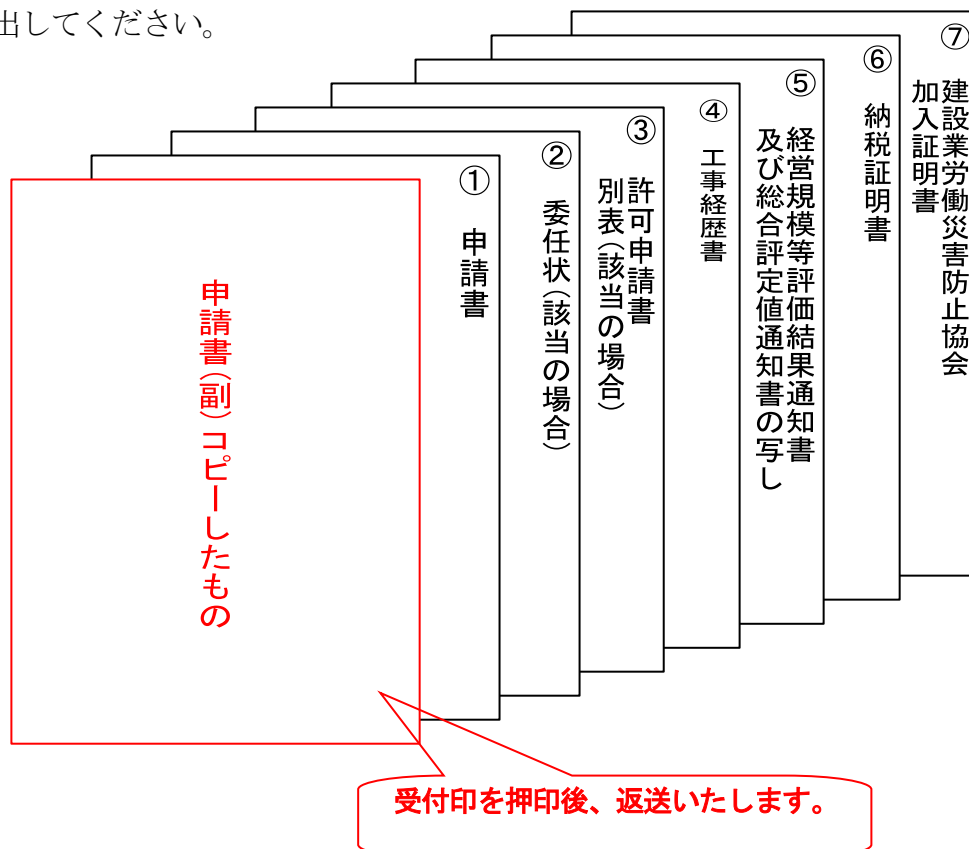 出してください。
⑦
建設業労働災害防止協会
加入証明書
⑥
納税証明書
⑤
経営規模等評価結果通知書
及び総合評定値通知書の写し
④
工事経歴書
③
許可申請書
別表(該当の場合)
②
委任状(該当の場合)
①
申請書
申請書(副)コピーしたもの
受付印を押印後、返送いたします。